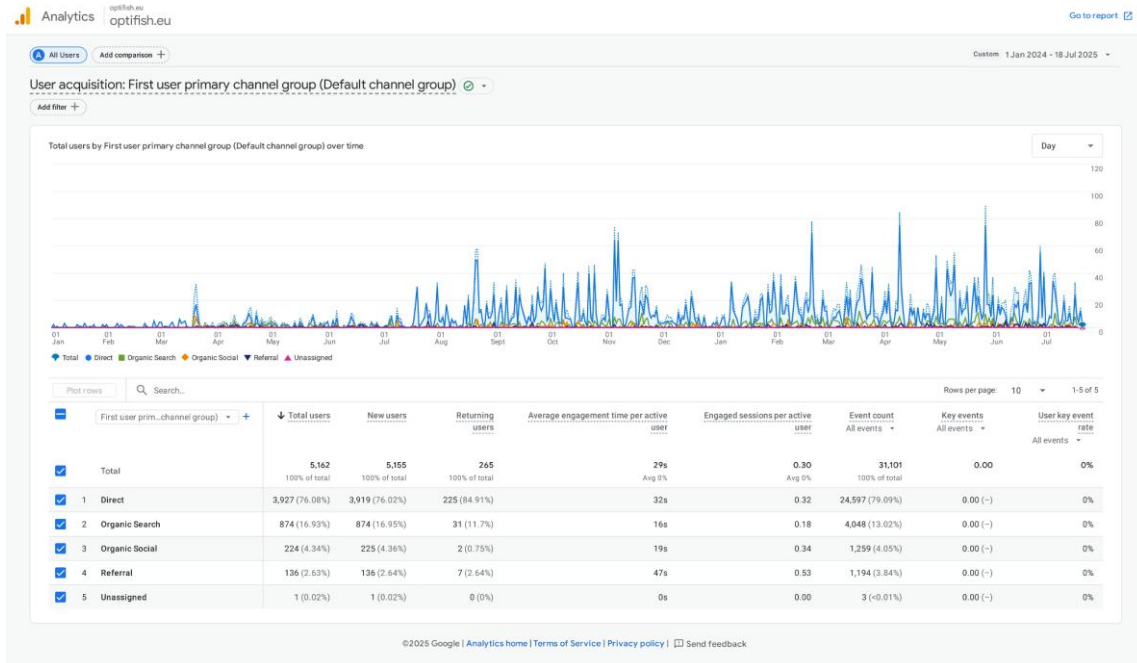 optifish.eu
Analytics optifish.eu
Go to report
A All Users Add comparison + Custom 1 Jan 2024 - 18 Jul 2025
User acquisition: First user primary channel group (Default channel group)
Add filter +
Total users by First user primary channel group (Default channel group) over time
Day
120
100
80
60
40
20
0
01 Jan 01 Feb 01 Mar 01 Apr 01 May 01 Jun 01 Jul 01 Aug 01 Sept 01 Oct 01 Nov 01 Dec 01 Jan 01 Feb 01 Mar 01 Apr 01 May 01 Jun 01 Jul
Total Direct Organic Search Organic Social Referral Unassigned
Plot rows Search... Rows per page: 10 1-5 of 5
First user prim...channel group) + ↓ Total users New users Returning users Average engagement time per active user Engaged sessions per active user Event count All events Key events All events User key event rate All events
Total 5,162 5,155 265 29s 0.30 31,101 0.00 0%
100% of total 100% of total 100% of total Avg 0% Avg 0% 100% of total
1 Direct 3,927 (76.08%) 3,919 (76.02%) 225 (84.91%) 32s 0.32 24,597 (79.09%) 0.00 (–) 0%
2 Organic Search 874 (16.93%) 874 (16.95%) 31 (11.7%) 16s 0.18 4,048 (13.02%) 0.00 (–) 0%
3 Organic Social 224 (4.34%) 225 (4.36%) 2 (0.75%) 19s 0.34 1,259 (4.05%) 0.00 (–) 0%
4 Referral 136 (2.63%) 136 (2.64%) 7 (2.64%) 47s 0.53 1,194 (3.84%) 0.00 (–) 0%
5 Unassigned 1 (0.02%) 1 (0.02%) 0 (0%) 0s 0.00 3 (<0.01%) 0.00 (–) 0%
©2025 Google | Analytics home | Terms of Service | Privacy policy | Send feedback